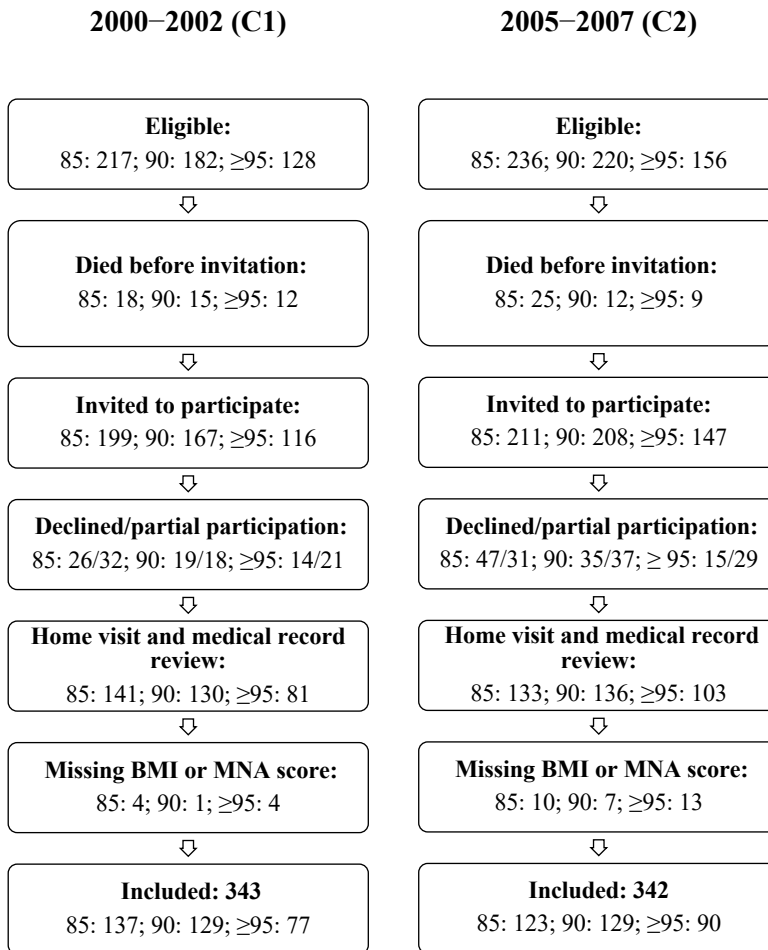 2000−2002 (C1)
Eligible:
85: 217; 90: 182; ≥95: 128
Died before invitation:
85: 18; 90: 15; ≥95: 12
Invited to participate:
85: 199; 90: 167; ≥95: 116
Declined/partial participation:
85: 26/32; 90: 19/18; ≥95: 14/21
Home visit and medical record
review:
85: 141; 90: 130; ≥95: 81
Missing BMI or MNA score:
85: 4; 90: 1; ≥95: 4
Included: 343
85: 137; 90: 129; ≥95: 77
2005−2007 (C2)
Eligible:
85: 236; 90: 220; ≥95: 156
Died before invitation:
85: 25; 90: 12; ≥95: 9
Invited to participate:
85: 211; 90: 208; ≥95: 147
Declined/partial participation:
85: 47/31; 90: 35/37; ≥ 95: 15/29
Home visit and medical record
review:
85: 133; 90: 136; ≥95: 103
Missing BMI or MNA score:
85: 10; 90: 7; ≥95: 13
Included: 342
85: 123; 90: 129; ≥95: 90